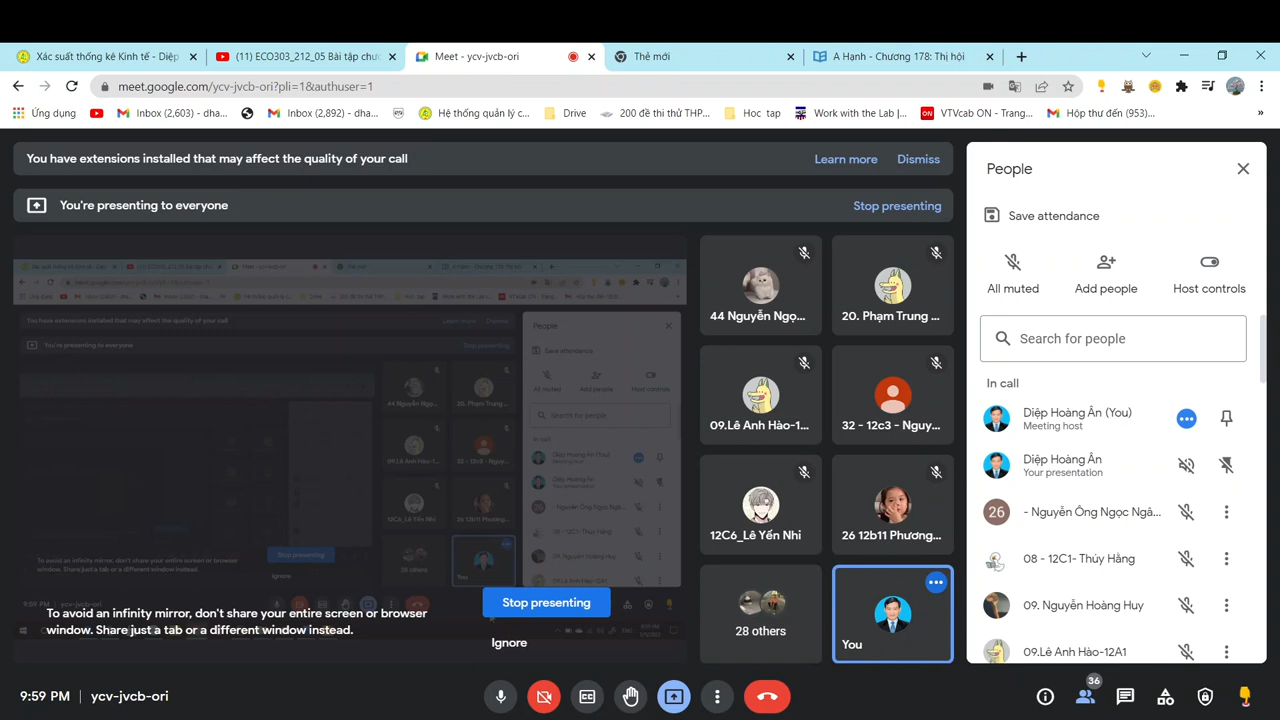 Xác suất thống kê Kinh tế - Diệp
(11) ECO303_212_05 Bài tập chư
Meet - ycv-jvcb-ori
Thẻ mới
A Hạnh - Chương 178: Thị hội
meet.google.com/ycv-jvcb-ori?pli=1&authuser=1
Ứng dụng
Inbox (2,603) - dha...
Inbox (2,892) - dha...
Hệ thống quản lý c...
Drive
200 đề thi thử THP...
Hoc tap
Work with the Lab |...
ON
VTVcab ON - Trang...
Hộp thư đến (953)...
»
You have extensions installed that may affect the quality of your call
Learn more
Dismiss
You're presenting to everyone
Stop presenting
44 Nguyễn Ngọ...
20. Phạm Trung ...
09.Lê Anh Hào-1...
32 - 12c3 - Nguy...
12C6_Lê Yến Nhi
26 12b11 Phương...
28 others
You
To avoid an infinity mirror, don't share your entire screen or browser
window. Share just a tab or a different window instead.
Stop presenting
Ignore
People
Save attendance
All muted
Add people
Host controls
Search for people
In call
Diệp Hoàng Ân (You)
Meeting host
Diệp Hoàng Ân
Your presentation
26
- Nguyễn Ông Ngọc Ngâ...
08 - 12C1- Thúy Hằng
09. Nguyễn Hoàng Huy
09.Lê Anh Hào-12A1
9:59 PM
ycv-jvcb-ori
36